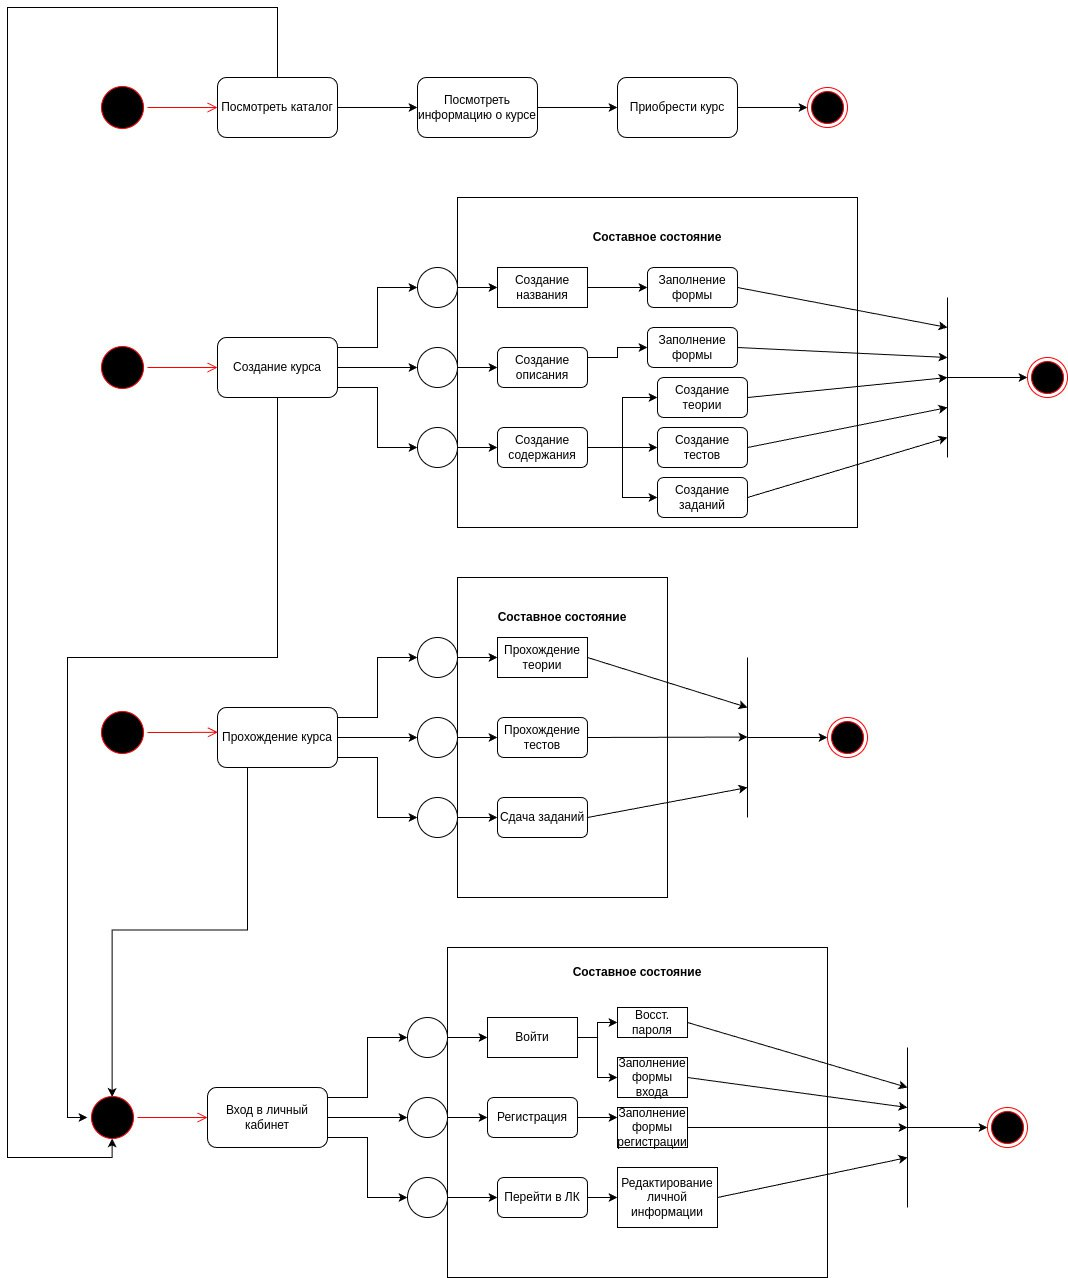 Посмотреть каталог
Посмотреть
информацию о курсе
Приобрести курс
Составное состояние
Создание
названия
Заполнение
формы
Создание курса
Создание
описания
Заполнение
формы
Создание
теории
Создание
содержания
Создание
тестов
Создание
заданий
Составное состояние
Прохождение
теории
Прохождение курса
Прохождение
тестов
Сдача заданий
Составное состояние
Войти
Восст.
пароля
Заполнение
формы
входа
Вход в личный
кабинет
Регистрация
Заполнение
формы
регистрации
Перейти в ЛК
Редактирование
личной
информации